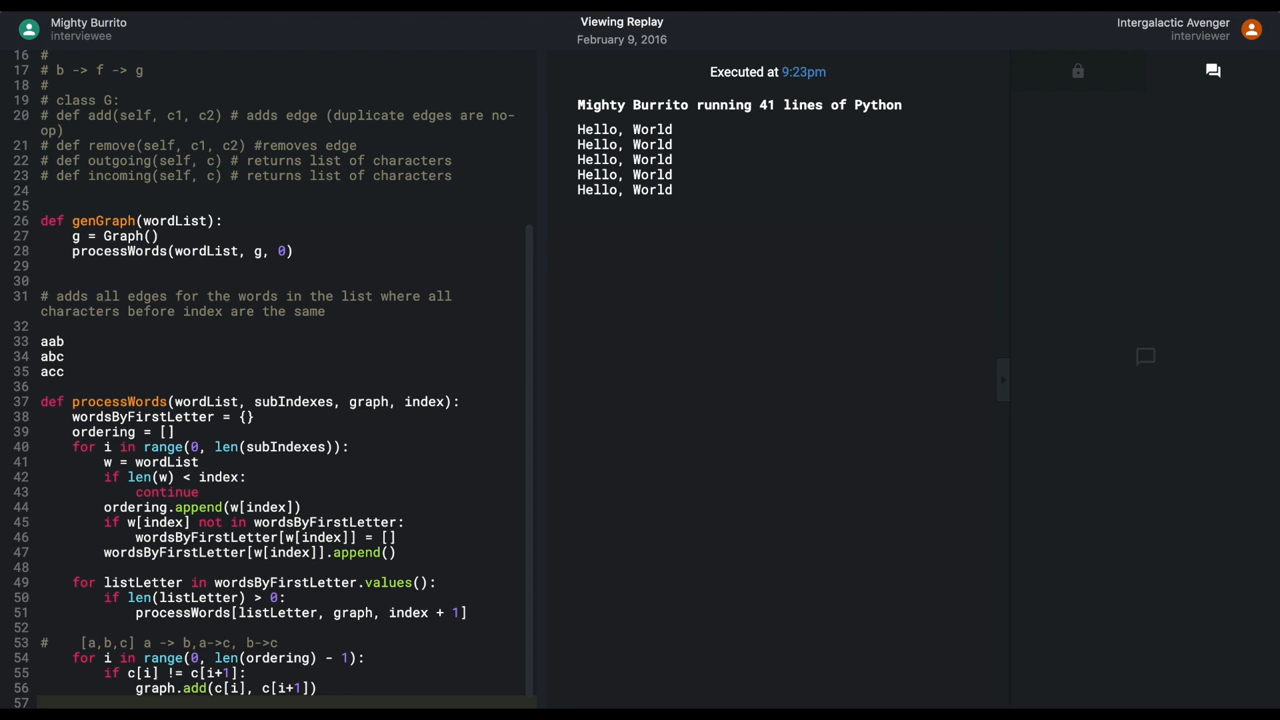 Mighty Burrito
interviewee
Viewing Replay
February 9, 2016
Intergalactic Avenger
interviewer
16 #
17 # b -> f -> g
18 #
19 # class G:
20 # def add(self, c1, c2) # adds edge (duplicate edges are no-
op)
21 # def remove(self, c1, c2) #removes edge
22 # def outgoing(self, c) # returns list of characters
23 # def incoming(self, c) # returns list of characters
24
25
26 def genGraph(wordList):
27     g = Graph()
28     processWords(wordList, g, 0)
29
30
31 # adds all edges for the words in the list where all
characters before index are the same
32
33 aab
34 abc
35 acc
36
37 def processWords(wordList, subIndexes, graph, index):
38     wordsByFirstLetter = {}
39     ordering = []
40     for i in range(0, len(subIndexes)):
41         w = wordList
42         if len(w) < index:
43             continue
44         ordering.append(w[index])
45         if w[index] not in wordsByFirstLetter:
46             wordsByFirstLetter[w[index]] = []
47         wordsByFirstLetter[w[index]].append()
48
49     for listLetter in wordsByFirstLetter.values():
50         if len(listLetter) > 0:
51             processWords[listLetter, graph, index + 1]
52
53 #    [a,b,c] a -> b,a->c, b->c
54     for i in range(0, len(ordering) - 1):
55         if c[i] != c[i+1]:
56             graph.add(c[i], c[i+1])
57
Executed at 9:23pm
Mighty Burrito running 41 lines of Python
Hello, World
Hello, World
Hello, World
Hello, World
Hello, World